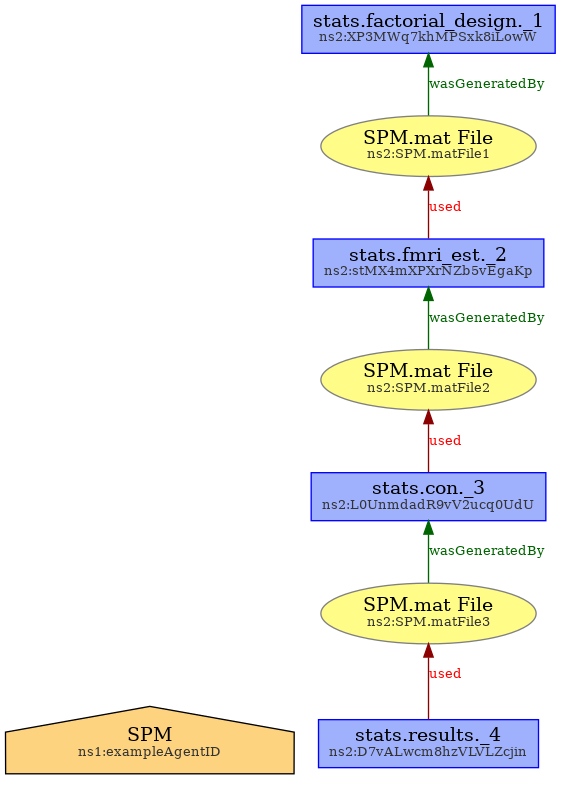 stats.factorial_design._1
ns2:XP3MWq7khMPSxk8iLowW
wasGeneratedBy
SPM.mat File
ns2:SPM.matFile1
used
stats.fmri_est._2
ns2:stMX4mXPXrNZb5vEgaKp
wasGeneratedBy
SPM.mat File
ns2:SPM.matFile2
used
stats.con._3
ns2:L0UnmdadR9vV2ucq0UdU
wasGeneratedBy
SPM.mat File
ns2:SPM.matFile3
used
SPM
ns1:exampleAgentID
stats.results._4
ns2:D7vALwcm8hzVLVLZcjin